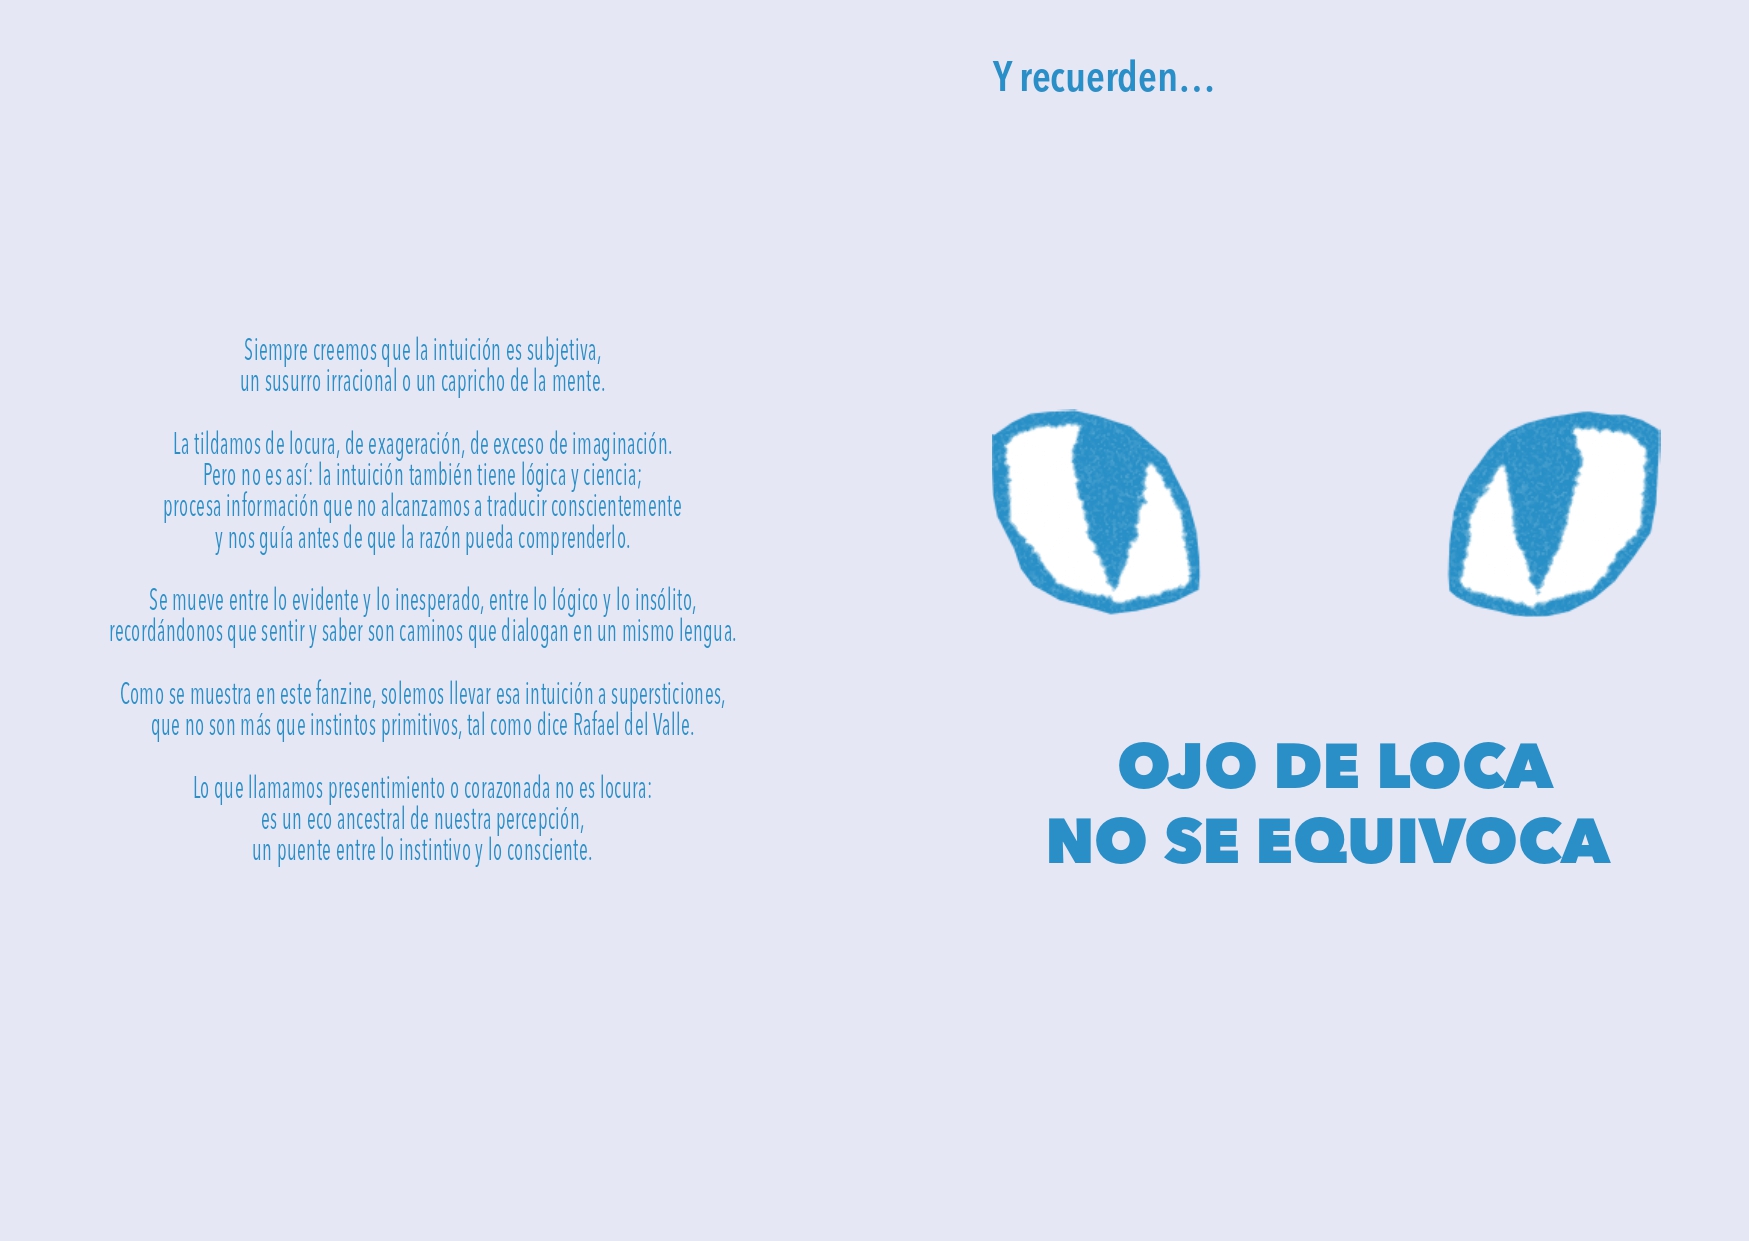 Siempre creemos que la intuición es subjetiva,
un susurro irracional o un capricho de la mente.
La tildamos de locura, de exageración, de exceso de imaginación.
Pero no es así: la intuición también tiene lógica y ciencia;
procesa información que no alcanzamos a traducir conscientemente
y nos guía antes de que la razón pueda comprenderlo.
Se mueve entre lo evidente y lo inesperado, entre lo lógico y lo insólito,
recordándonos que sentir y saber son caminos que dialogan en un mismo lengua.
Como se muestra en este fanzine, solemos llevar esa intuición a supersticiones,
que no son más que instintos primitivos, tal como dice Rafael del Valle.
Lo que llamamos presentimiento o corazonada no es locura:
es un eco ancestral de nuestra percepción,
un puente entre lo instintivo y lo consciente.
Y recuerden...
OJO DE LOCA
NO SE EQUIVOCA